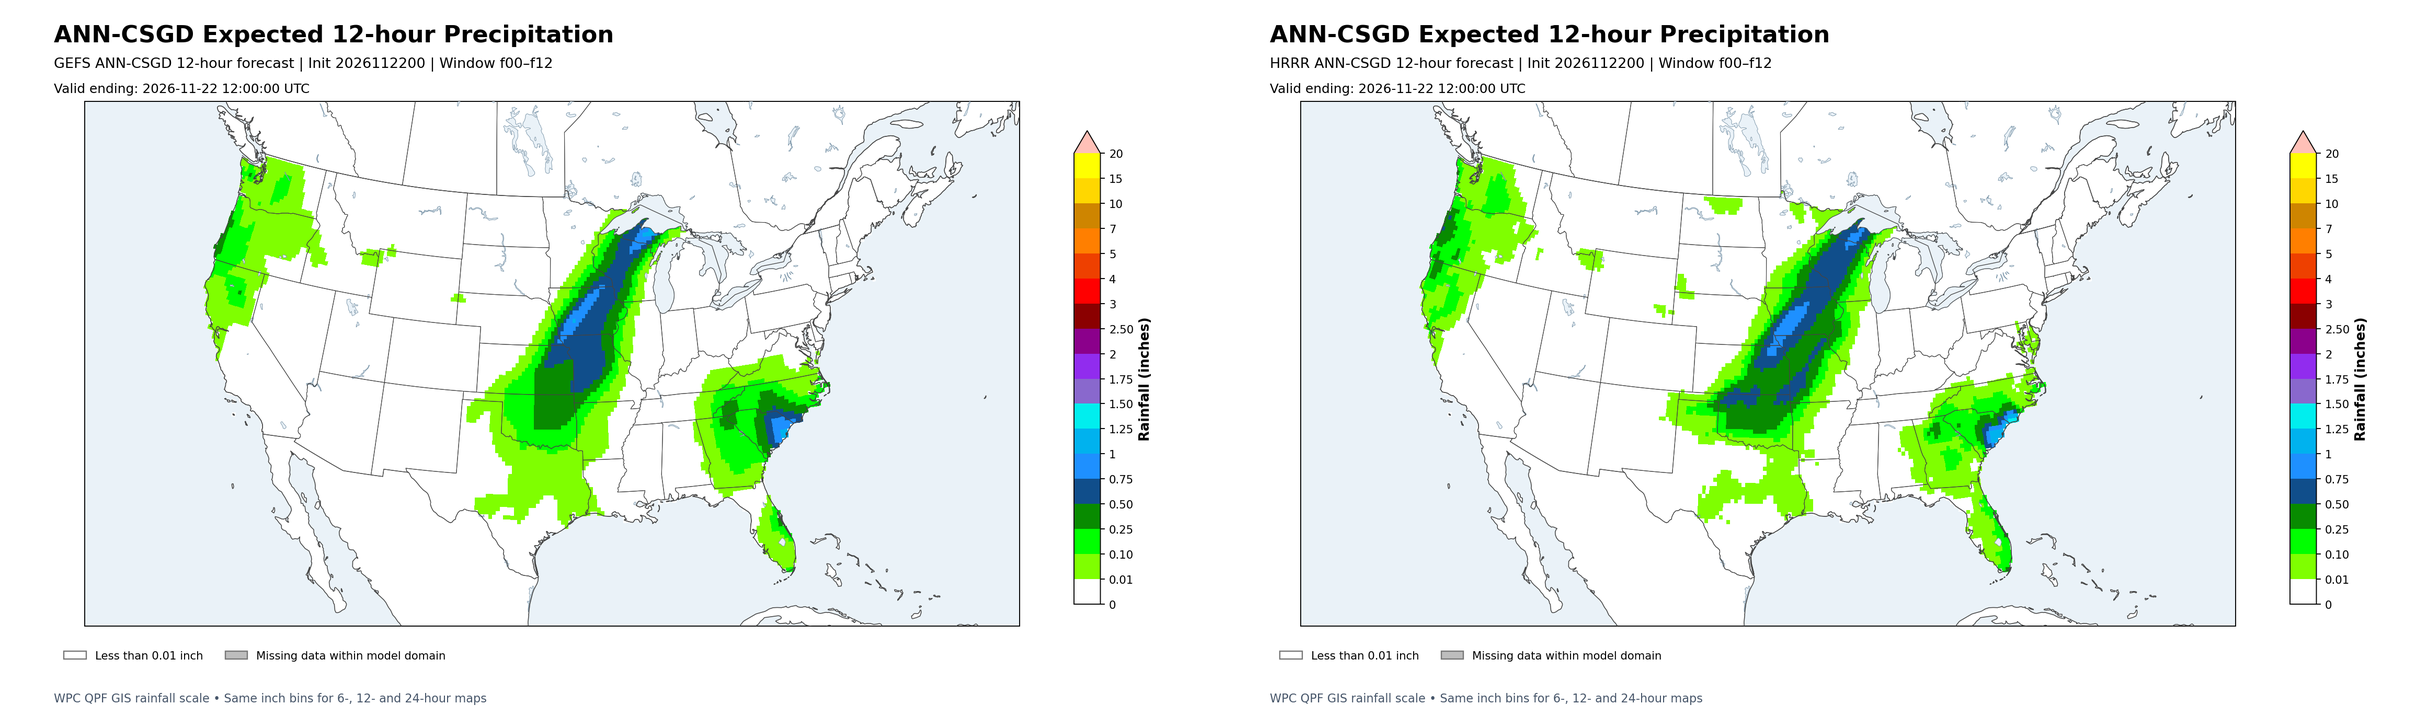 ANN-CSGD Expected 12-hour Precipitation
GEFS ANN-CSGD 12-hour forecast | Init 2026112200 | Window f00–f12
Valid ending: 2026-11-22 12:00:00 UTC
20
15
10
7
5
4
3
2.50
2
1.75
1.50
1.25
1
0.75
0.50
0.25
0.10
0.01
0
Rainfall (inches)
Less than 0.01 inch
Missing data within model domain
WPC QPF GIS rainfall scale • Same inch bins for 6-, 12- and 24-hour maps
ANN-CSGD Expected 12-hour Precipitation
HRRR ANN-CSGD 12-hour forecast | Init 2026112200 | Window f00–f12
Valid ending: 2026-11-22 12:00:00 UTC
20
15
10
7
5
4
3
2.50
2
1.75
1.50
1.25
1
0.75
0.50
0.25
0.10
0.01
0
Rainfall (inches)
Less than 0.01 inch
Missing data within model domain
WPC QPF GIS rainfall scale • Same inch bins for 6-, 12- and 24-hour maps